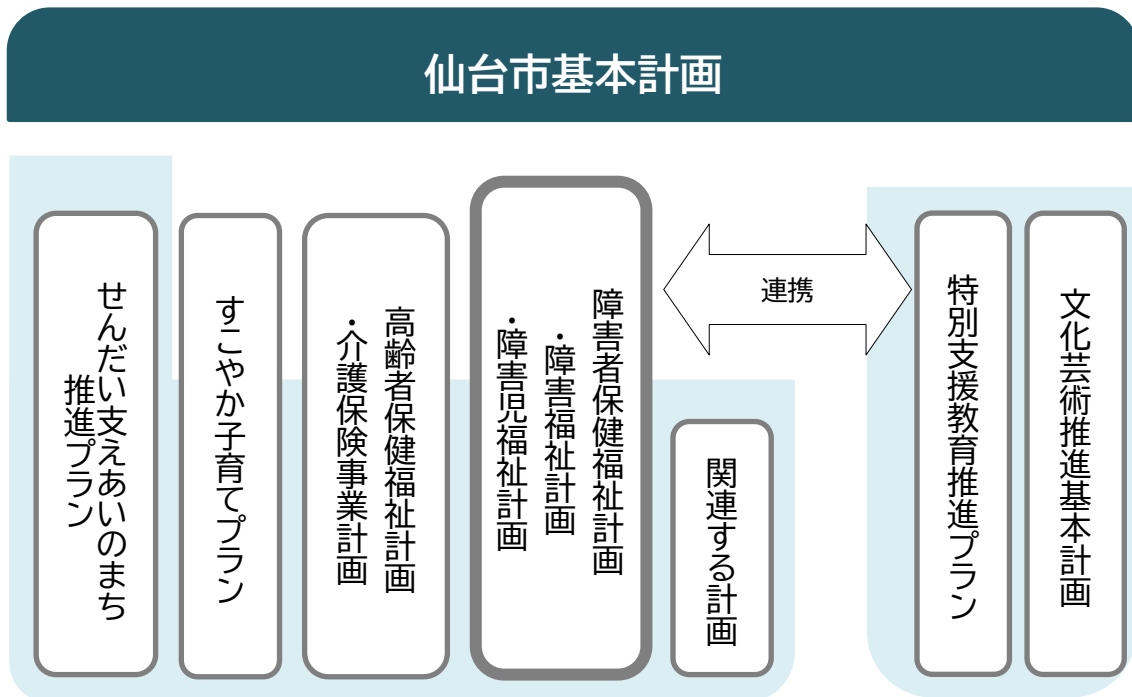 仙台市基本計画
せんだい支えあいのまち
推進プラン
すこやか子育てプラン
高齢者保健福祉計画
・介護保険事業計画
障害者保健福祉計画
・障害福祉計画
・障害児福祉計画
関連する計画
連携
特別支援教育推進プラン
文化芸術推進基本計画